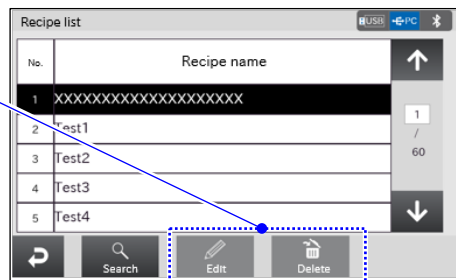 Recipe list USB PC
No. Recipe name
1 XXXXXXXXXXXXXXXXXXXX
2 Test1
3 Test2
4 Test3
5 Test4
1
/
60
Search Edit Delete